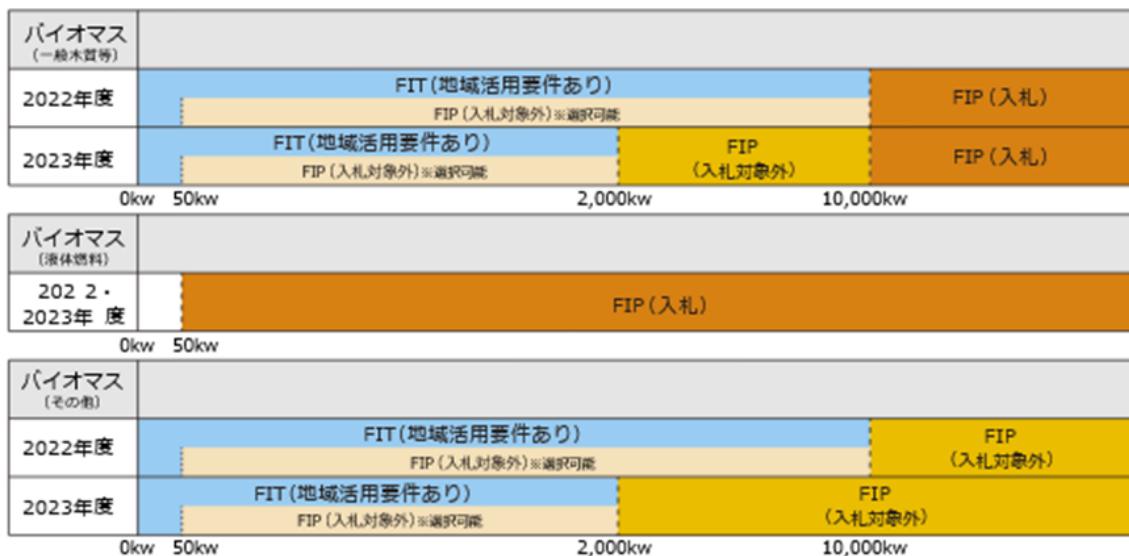 バイオマス
(一般木質等)
2022年度
FIT(地域活用要件あり)
FIP(入札対象外)※選択可能
FIP(入札)
2023年度
FIT(地域活用要件あり)
FIP(入札対象外)※選択可能
FIP
(入札対象外)
FIP(入札)
0kw 50kw 2,000kw 10,000kw
バイオマス
(液体燃料)
202 2・
2023年 度
FIP(入札)
0kw 50kw
バイオマス
(その他)
2022年度
FIT(地域活用要件あり)
FIP(入札対象外)※選択可能
FIP
(入札対象外)
2023年度
FIT(地域活用要件あり)
FIP(入札対象外)※選択可能
FIP
(入札対象外)
0kw 50kw 2,000kw 10,000kw